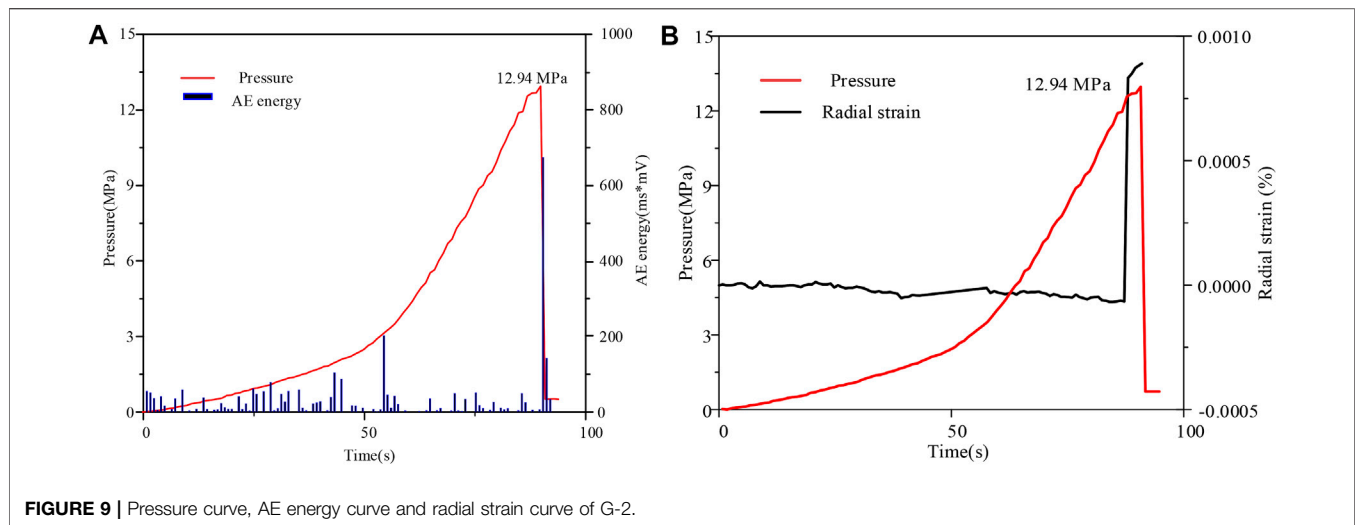 A
15
12
9
6
3
0
Pressure(MPa)
Pressure
AE energy
12.94 MPa
1000
800
600
400
200
0
AE energy(ms*mV)
0
50
100
Time(s)
B
15
12
9
6
3
0
Pressure(MPa)
Pressure
Radial strain
12.94 MPa
0.0010
0.0005
0.0000
-0.0005
Radial strain (%)
0
50
100
Time(s)
FIGURE 9 | Pressure curve, AE energy curve and radial strain curve of G-2.